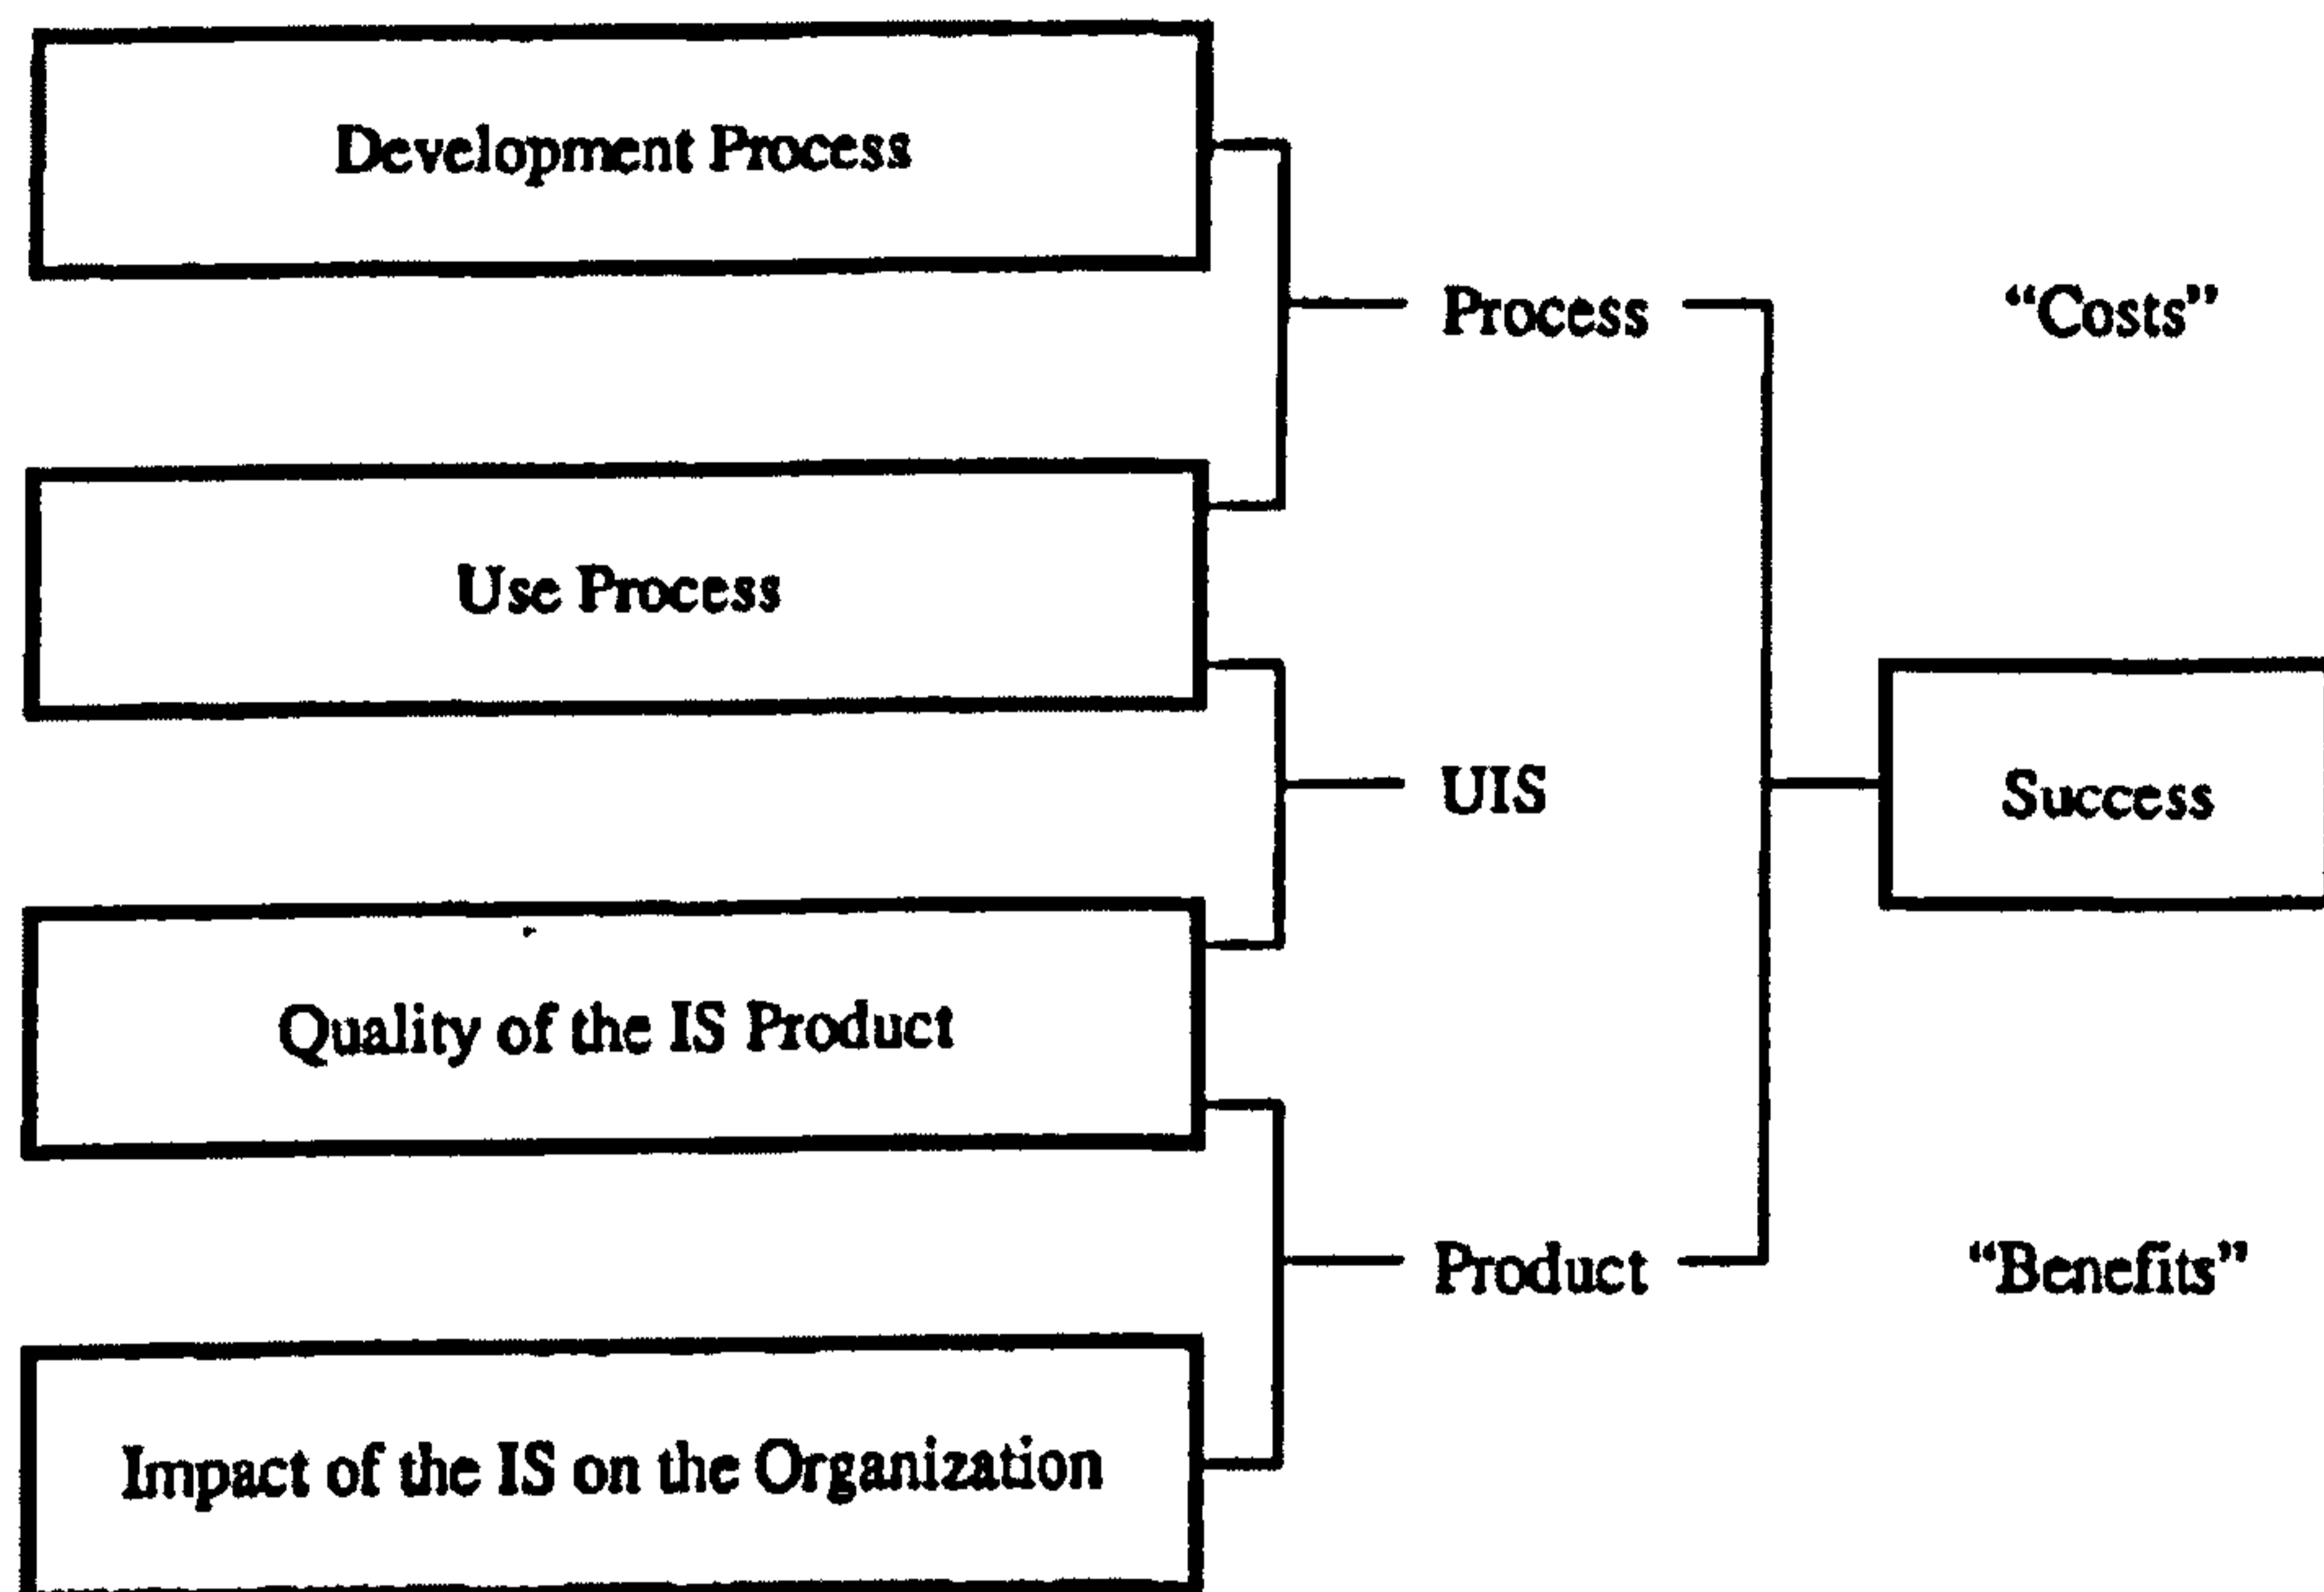 Development Process
Process
“Costs”
Use Process
UIS
Success
Quality of the IS Product
Product
“Benefits”
Impact of the IS on the Organization